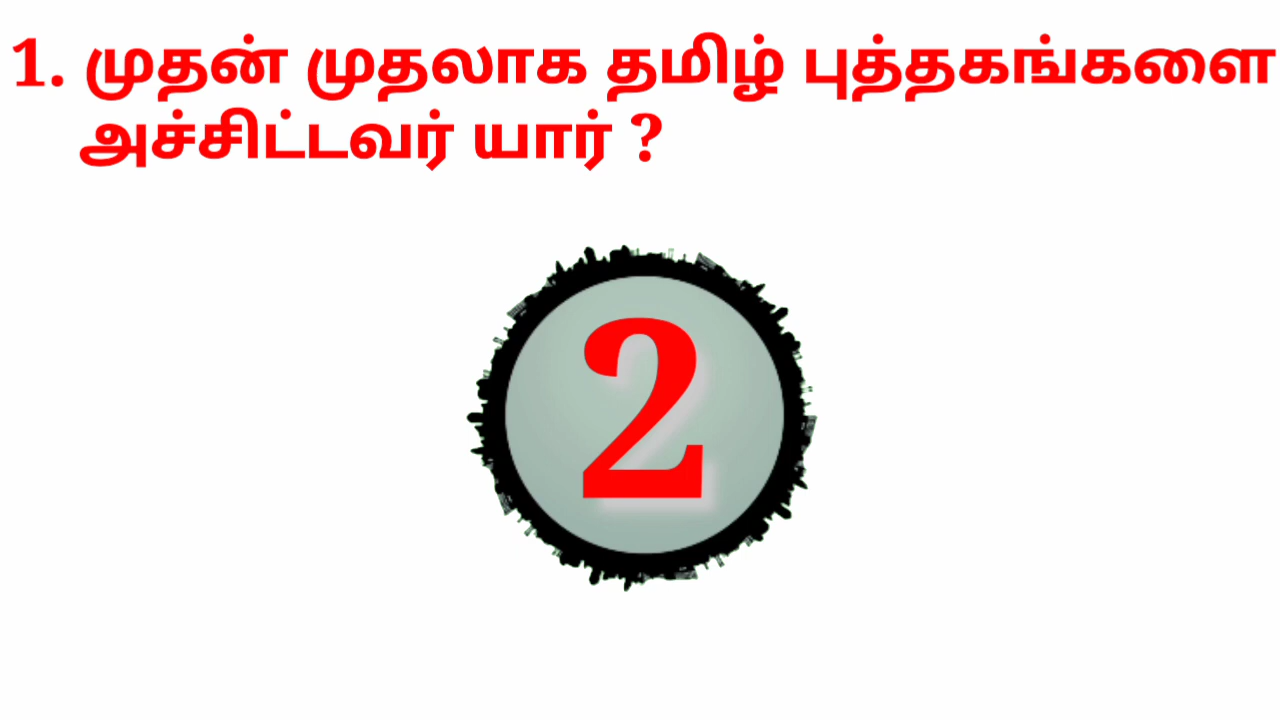 1. முதன் முதலாக தமிழ் புத்தகங்களை
அச்சிட்டவர் யார் ?
2